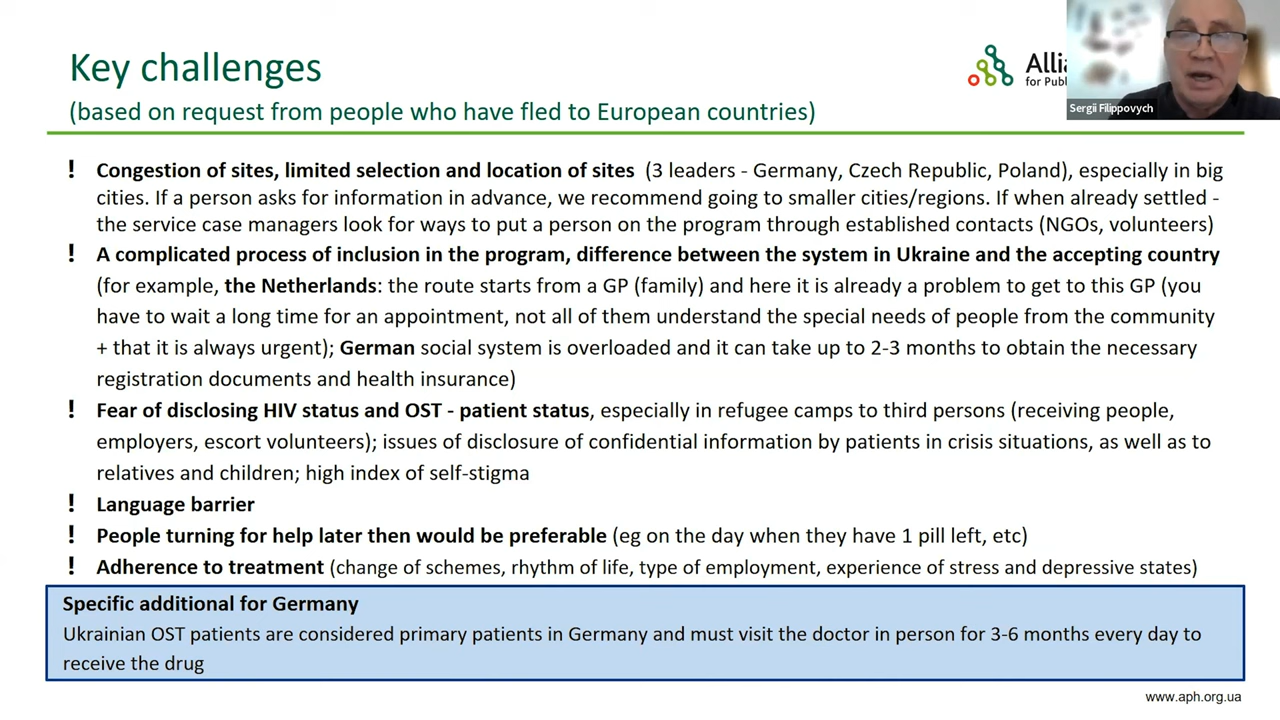 Key challenges
(based on request from people who have fled to European countries)
for
Sergii Filippovych
! Congestion of sites, limited selection and location of sites (3 leaders - Germany, Czech Republic, Poland), especially in big
cities. If a person asks for information in advance, we recommend going to smaller cities/regions. If when already settled -
the service case managers look for ways to put a person on the program through established contacts (NGOs, volunteers)
! A complicated process of inclusion in the program, difference between the system in Ukraine and the accepting country
(for example, the Netherlands: the route starts from a GP (family) and here it is already a problem to get to this GP (you
have to wait a long time for an appointment, not all of them understand the special needs of people from the community
+ that it is always urgent); German social system is overloaded and it can take up to 2-3 months to obtain the necessary
registration documents and health insurance)
! Fear of disclosing HIV status and OST - patient status, especially in refugee camps to third persons (receiving people,
employers, escort volunteers); issues of disclosure of confidential information by patients in crisis situations, as well as to
relatives and children; high index of self-stigma
! Language barrier
! People turning for help later then would be preferable (eg on the day when they have 1 pill left, etc)
! Adherence to treatment (change of schemes, rhythm of life, type of employment, experience of stress and depressive states)
Specific additional for Germany
Ukrainian OST patients are considered primary patients in Germany and must visit the doctor in person for 3-6 months every day to
receive the drug
www.aph.org.ua